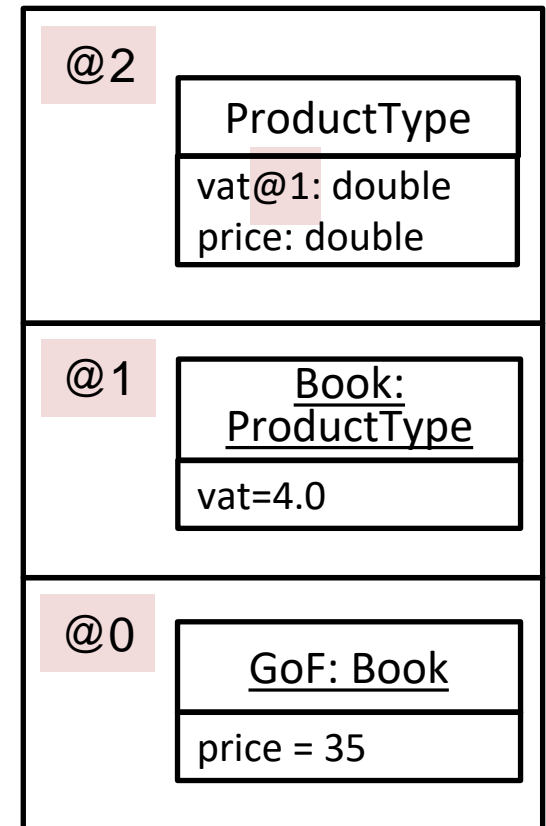 @2
ProductType
vat@1: double
price: double
@1
Book:
ProductType
vat=4.0
@0
GoF: Book
price = 35